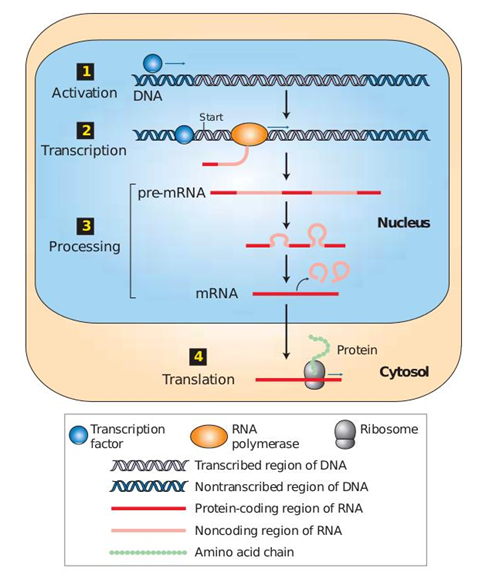 1
Activation
DNA
2
Transcription
Start
pre-mRNA
3
Processing
Nucleus
mRNA
4
Translation
Protein
Cytosol
Transcription
factor
RNA
polymerase
Ribosome
Transcribed region of DNA
Nontranscribed region of DNA
Protein-coding region of RNA
Noncoding region of RNA
Amino acid chain